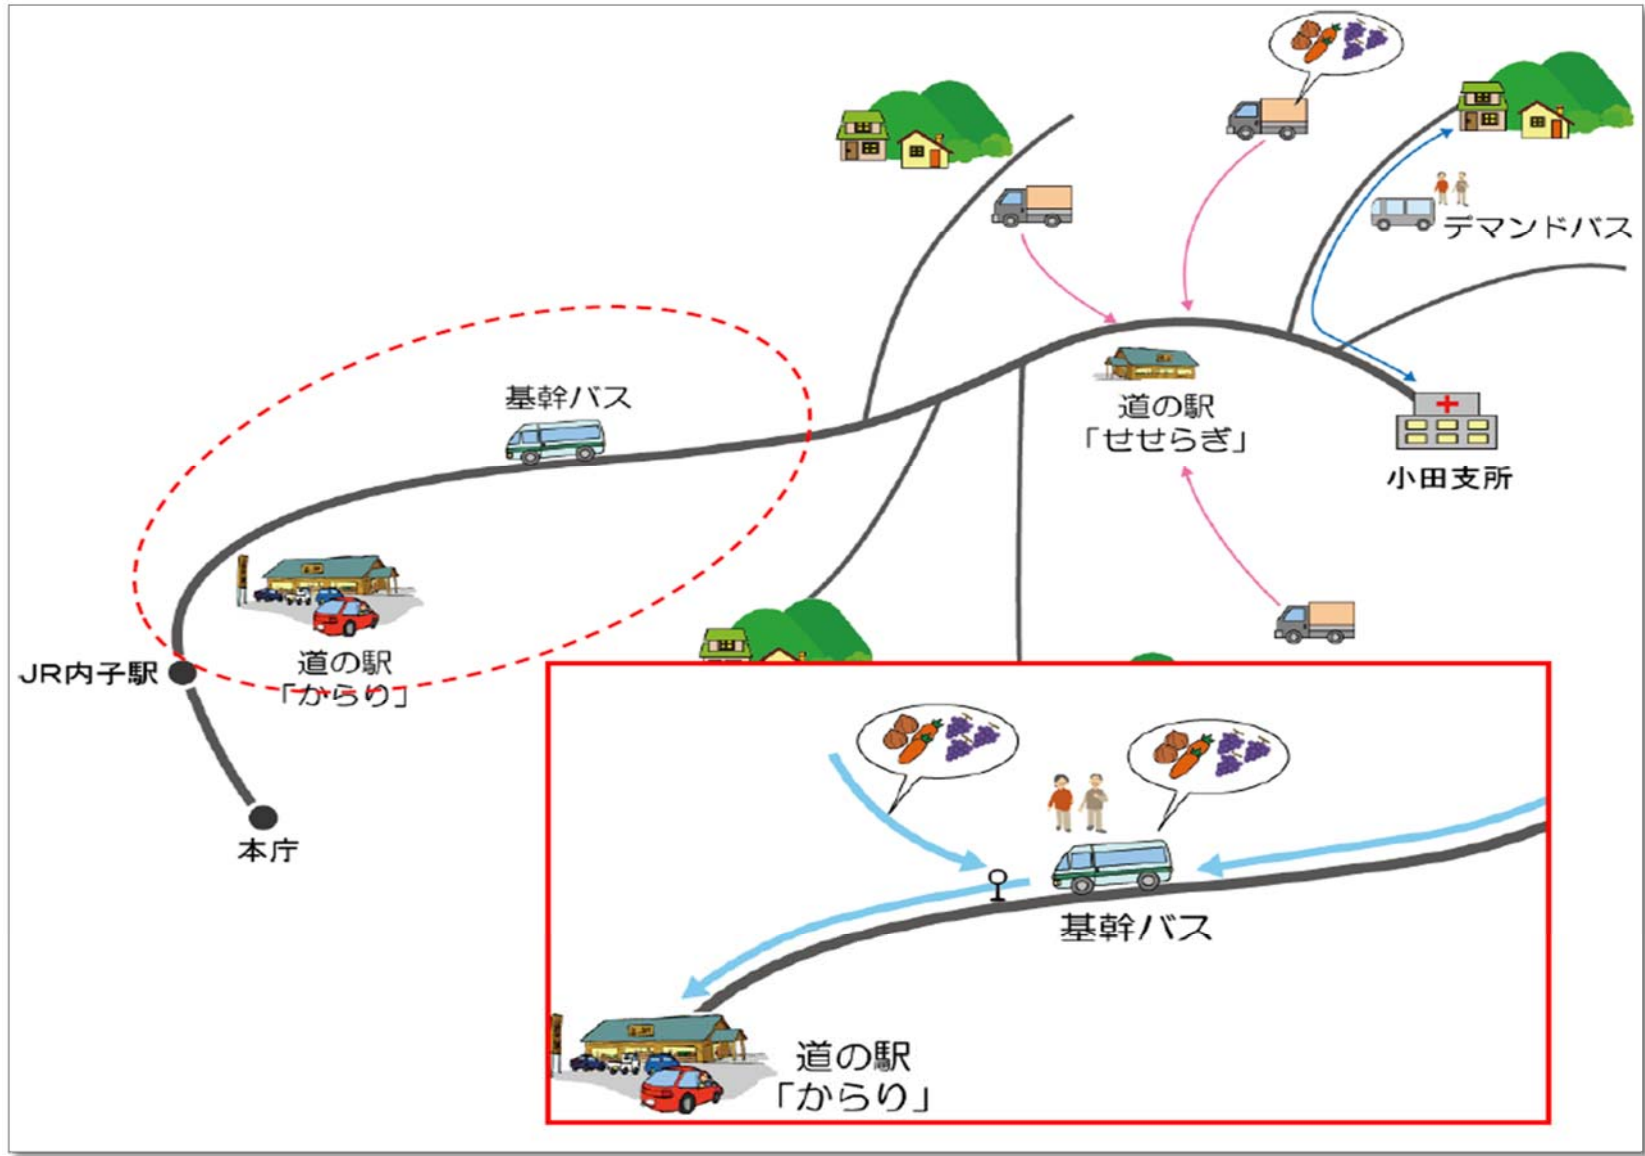 デマンドバス
基幹バス
道の駅
「せせらぎ」
小田支所
道の駅
「からり」
JR内子駅
本庁
基幹バス
道の駅
「からり」